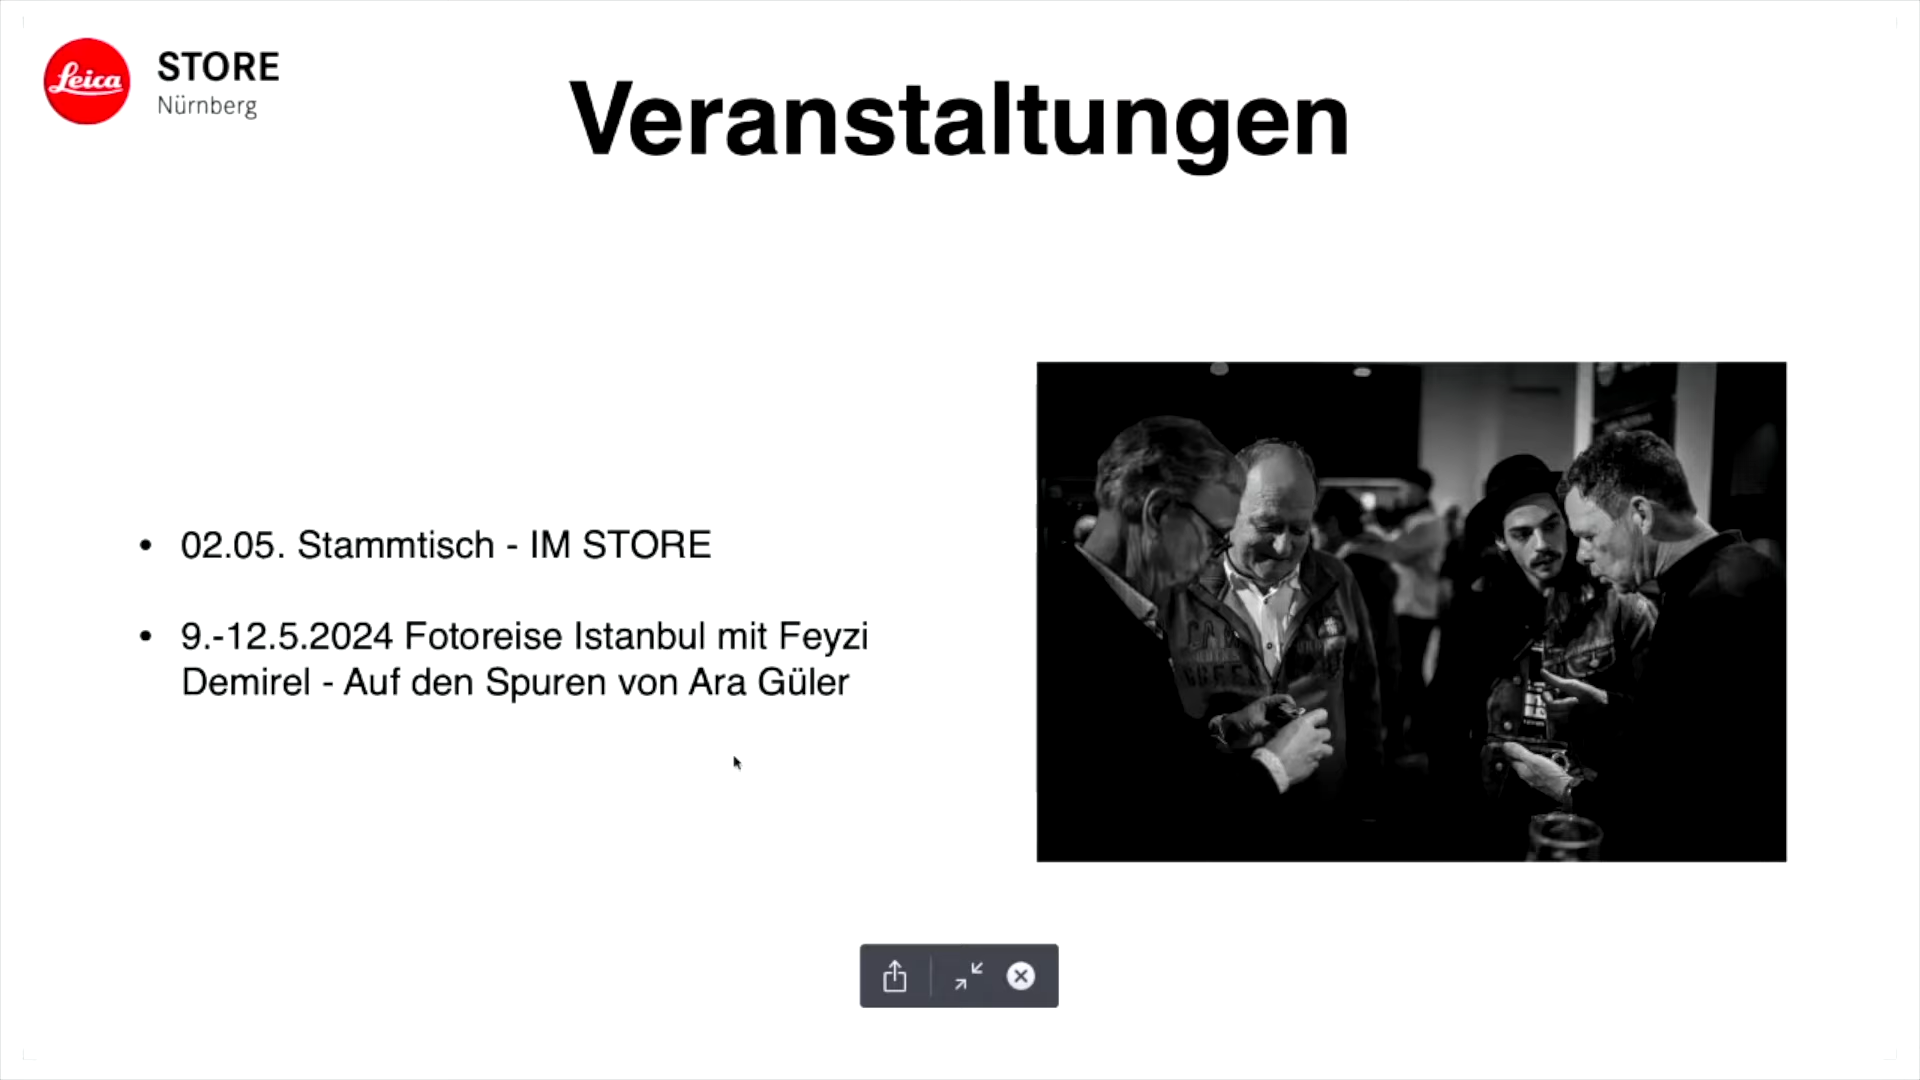 Leica
STORE
Nürnberg
Veranstaltungen
• 02.05. Stammtisch - IM STORE
• 9.-12.5.2024 Fotoreise Istanbul mit Feyzi
Demirel - Auf den Spuren von Ara Güler